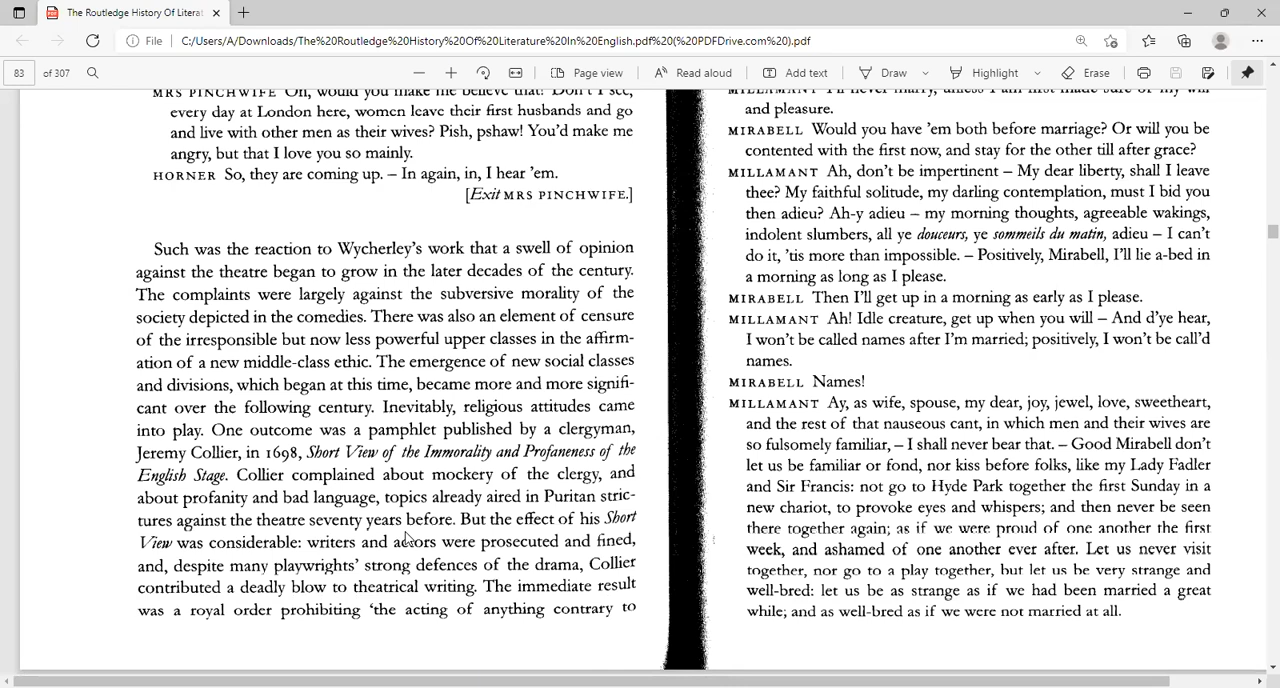 The Routledge History Of Literat
File C:/Users/A/Downloads/The%20Routledge%20History%20Of%20Literature%20In%20English.pdf%20(%20PDFDrive.com%20).pdf
83 of 307 Page view Read aloud Add text Draw Highlight Erase
MRS PINCHWIFE Oh, would you make me believe that! Don't I see,
every day at London here, women leave their first husbands and go
and live with other men as their wives? Pish, pshaw! You'd make me
angry, but that I love you so mainly.
HORNER So, they are coming up. – In again, in, I hear 'em.
[Exit MRS PINCHWIFE.]
Such was the reaction to Wycherley's work that a swell of opinion
against the theatre began to grow in the later decades of the century.
The complaints were largely against the subversive morality of the
society depicted in the comedies. There was also an element of censure
of the irresponsible but now less powerful upper classes in the affirm-
ation of a new middle-class ethic. The emergence of new social classes
and divisions, which began at this time, became more and more signifi-
cant over the following century. Inevitably, religious attitudes came
into play. One outcome was a pamphlet published by a clergyman,
Jeremy Collier, in 1698, Short View of the Immorality and Profaneness of the
English Stage. Collier complained about mockery of the clergy, and
about profanity and bad language, topics already aired in Puritan stric-
tures against the theatre seventy years before. But the effect of his Short
View was considerable: writers and actors were prosecuted and fined,
and, despite many playwrights' strong defences of the drama, Collier
contributed a deadly blow to theatrical writing. The immediate result
was a royal order prohibiting 'the acting of anything contrary to
MILLAMANT I'll never marry, unless I am first made sure of my will
and pleasure.
MIRABELL Would you have 'em both before marriage? Or will you be
contented with the first now, and stay for the other till after grace?
MILLAMANT Ah, don't be impertinent – My dear liberty, shall I leave
thee? My faithful solitude, my darling contemplation, must I bid you
then adieu? Ah-y adieu – my morning thoughts, agreeable wakings,
indolent slumbers, all ye douceurs, ye sommeils du matin, adieu – I can't
do it, 'tis more than impossible. – Positively, Mirabell, I'll lie a-bed in
a morning as long as I please.
MIRABELL Then I'll get up in a morning as early as I please.
MILLAMANT Ah! Idle creature, get up when you will – And d'ye hear,
I won't be called names after I'm married; positively, I won't be call'd
names.
MIRABELL Names!
MILLAMANT Ay, as wife, spouse, my dear, joy, jewel, love, sweetheart,
and the rest of that nauseous cant, in which men and their wives are
so fulsomely familiar, – I shall never bear that. – Good Mirabell don't
let us be familiar or fond, nor kiss before folks, like my Lady Fadler
and Sir Francis: not go to Hyde Park together the first Sunday in a
new chariot, to provoke eyes and whispers; and then never be seen
there together again; as if we were proud of one another the first
week, and ashamed of one another ever after. Let us never visit
together, nor go to a play together, but let us be very strange and
well-bred: let us be as strange as if we had been married a great
while; and as well-bred as if we were not married at all.